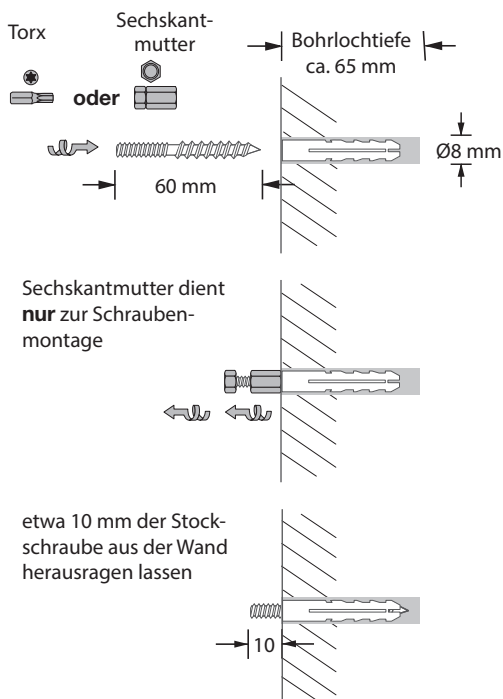 Torx
Sechskant-
mutter
oder
Bohrlochtiefe
ca. 65 mm
Ø8 mm
60 mm
Sechskantmutter dient
nur zur Schrauben-
montage
etwa 10 mm der Stock-
schraube aus der Wand
herausragen lassen
10